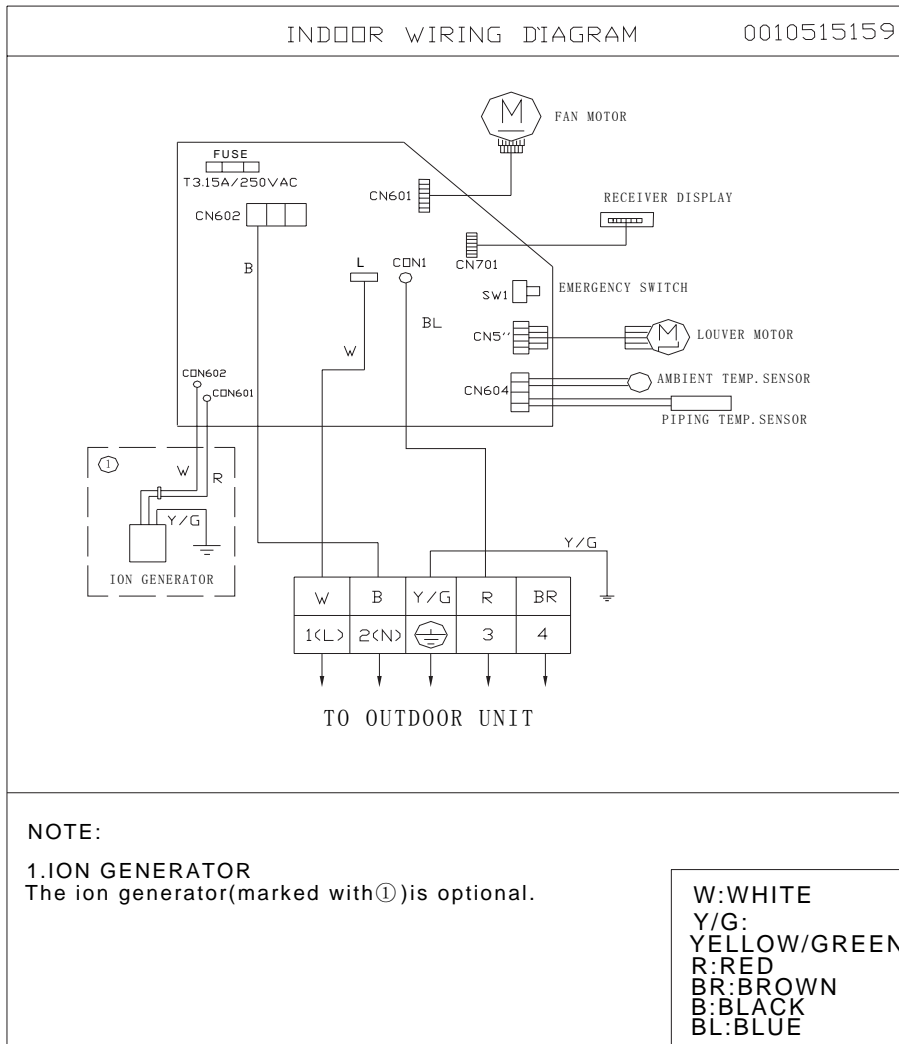 INDOOR WIRING DIAGRAM 0010515159
M
FAN MOTOR
FUSE
T3.15A/250VAC
CN601
RECEIVER DISPLAY
CN602
CN701
B
L
CON1
SW1
EMERGENCY SWITCH
BL
CN5''
M
LOUVER MOTOR
W
CON602
CON601
CN604
AMBIENT TEMP.SENSOR
PIPING TEMP.SENSOR
①
W
R
Y/G
ION GENERATOR
Y/G
W B Y/G R BR
1(L) 2(N) 3 4
TO OUTDOOR UNIT
NOTE:
1.ION GENERATOR
The ion generator(marked with①)is optional.
W:WHITE
Y/G:
YELLOW/GREEN
R:RED
BR:BROWN
B:BLACK
BL:BLUE